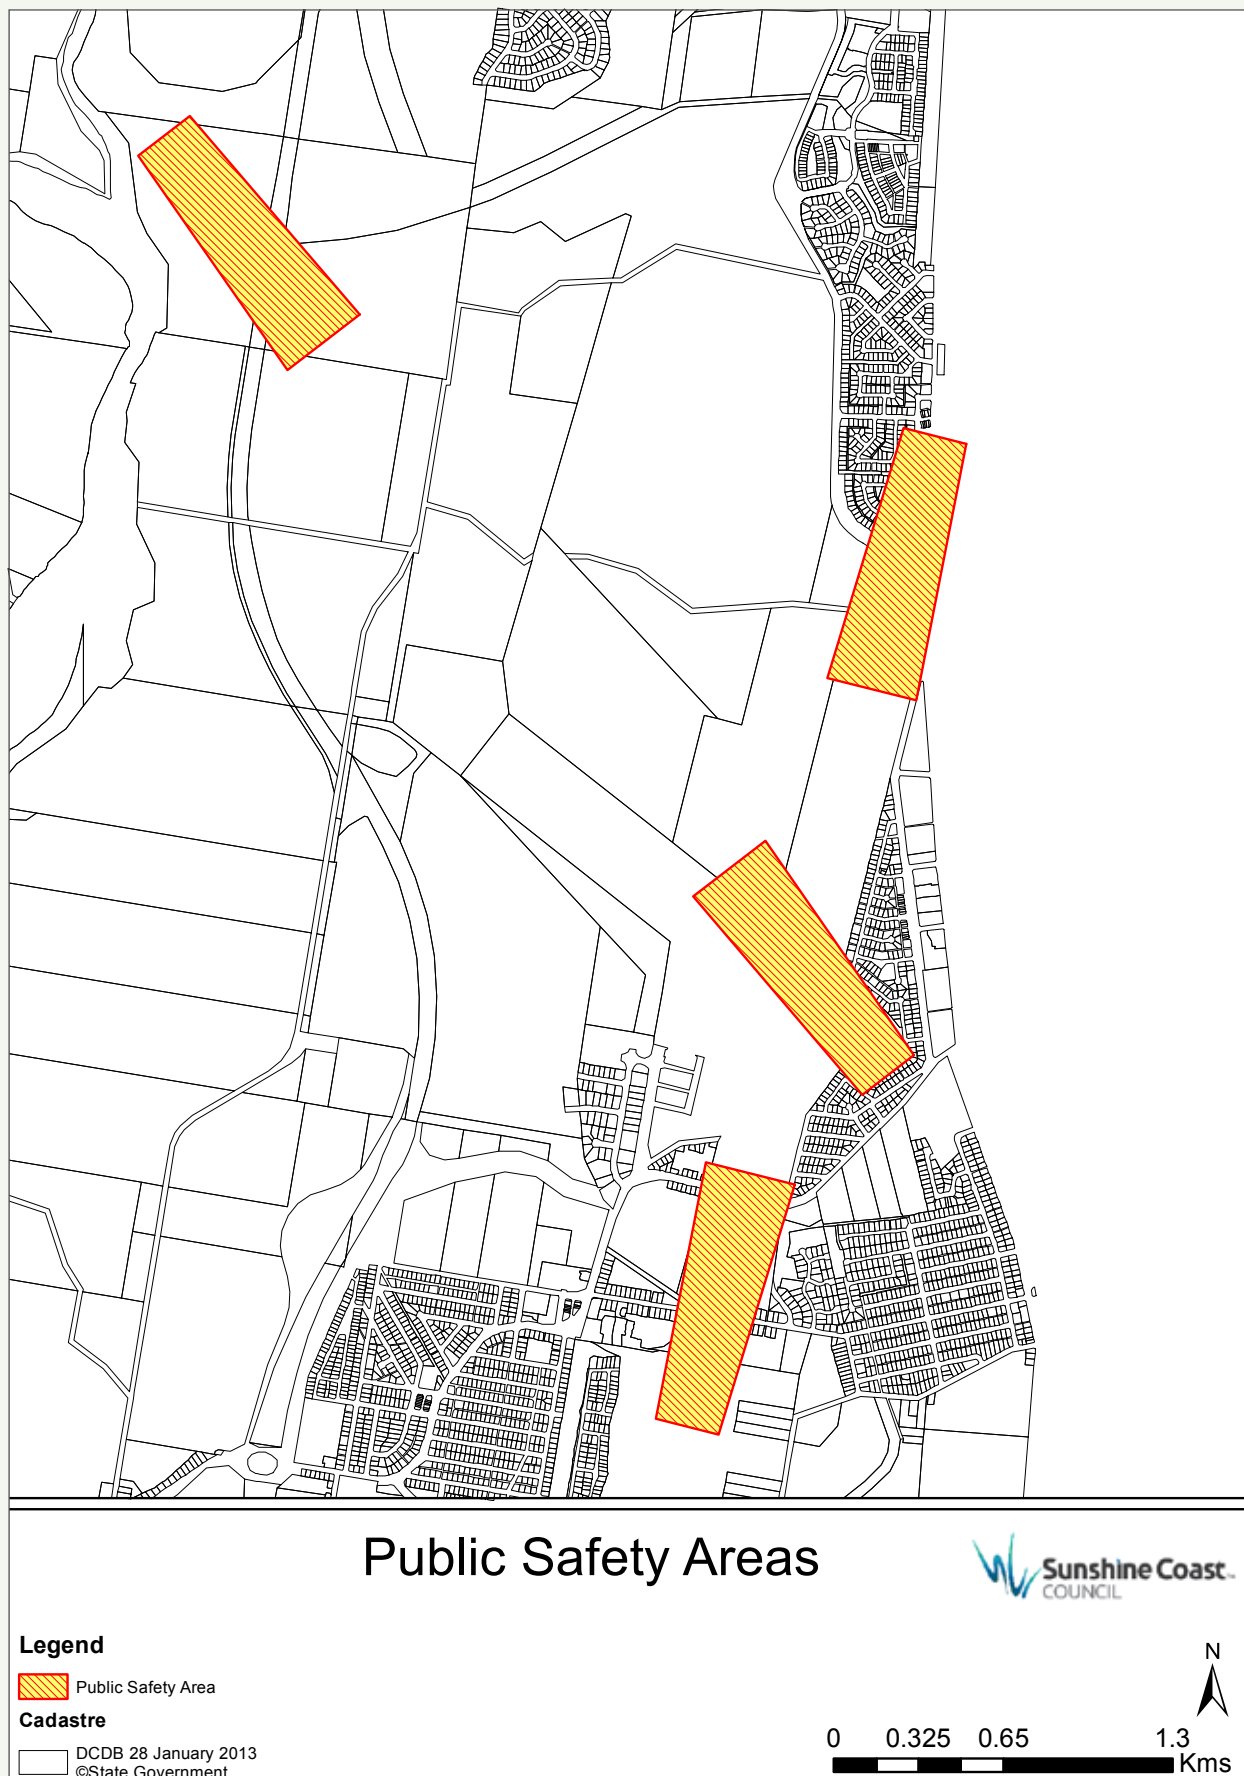 Public Safety Areas
Sunshine Coast
COUNCIL
Legend
Public Safety Area
Cadastre
DCDB 28 January 2013
©State Government
N
0 0.325 0.65 1.3
Kms